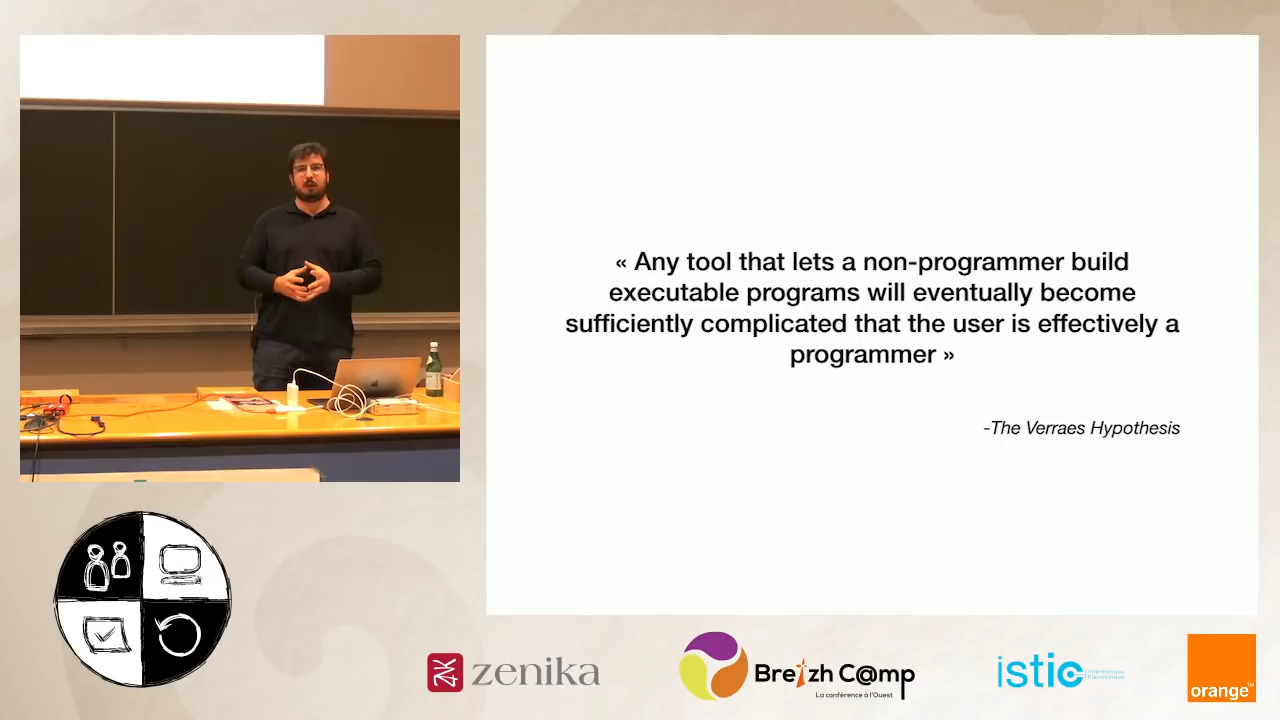 « Any tool that lets a non-programmer build
executable programs will eventually become
sufficiently complicated that the user is effectively a
programmer »
-The Verraes Hypothesis
zenika
Breizh C@mp
La conférence à l'Ouest
istic
orange™